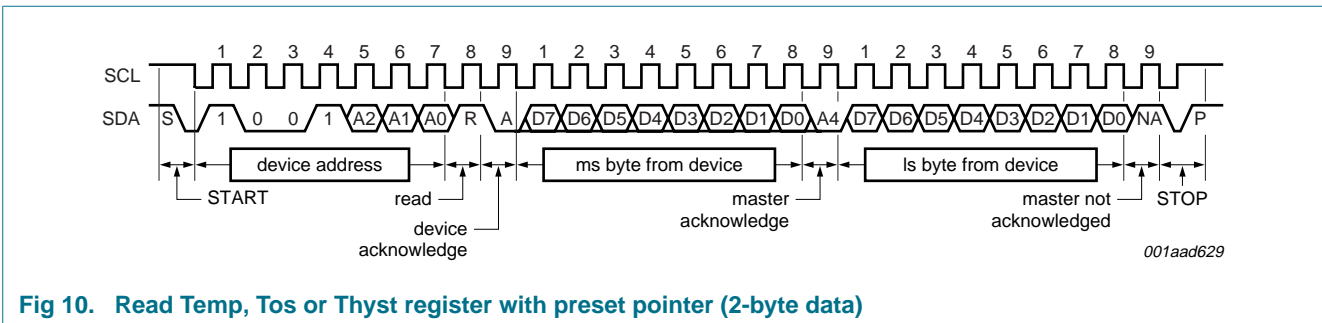 1 2 3 4 5 6 7 8 9 1 2 3 4 5 6 7 8 9 1 2 3 4 5 6 7 8 9
SCL
SDA S 1 0 0 1 A2 A1 A0 R A D7 D6 D5 D4 D3 D2 D1 D0 A4 D7 D6 D5 D4 D3 D2 D1 D0 NA P
device address ms byte from device ls byte from device
START read master master not STOP
device acknowledge acknowledged
acknowledge
001aad629
Fig 10. Read Temp, Tos or Thyst register with preset pointer (2-byte data)